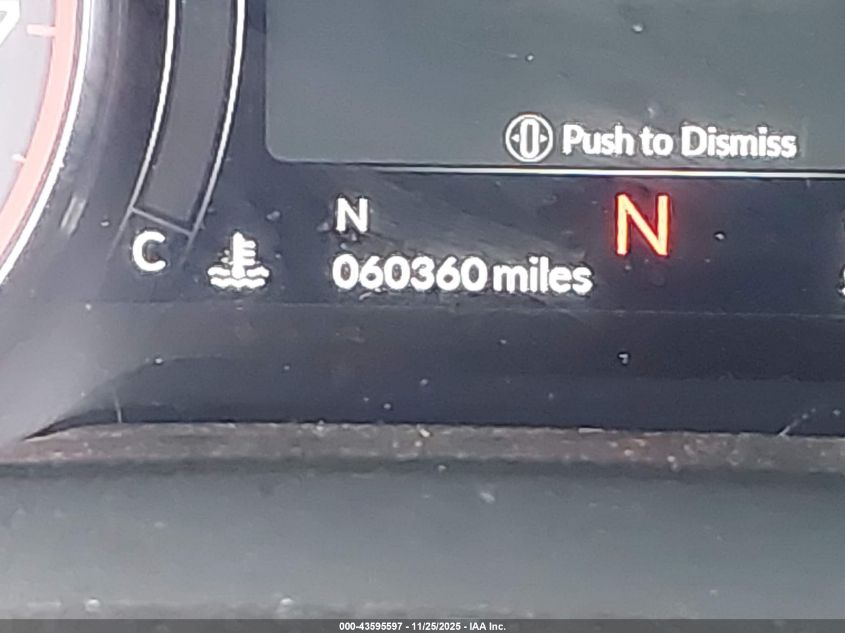 Push to Dismiss
N
N
C
060360 miles
000-43595597 - 11/25/2025 - IAA Inc.